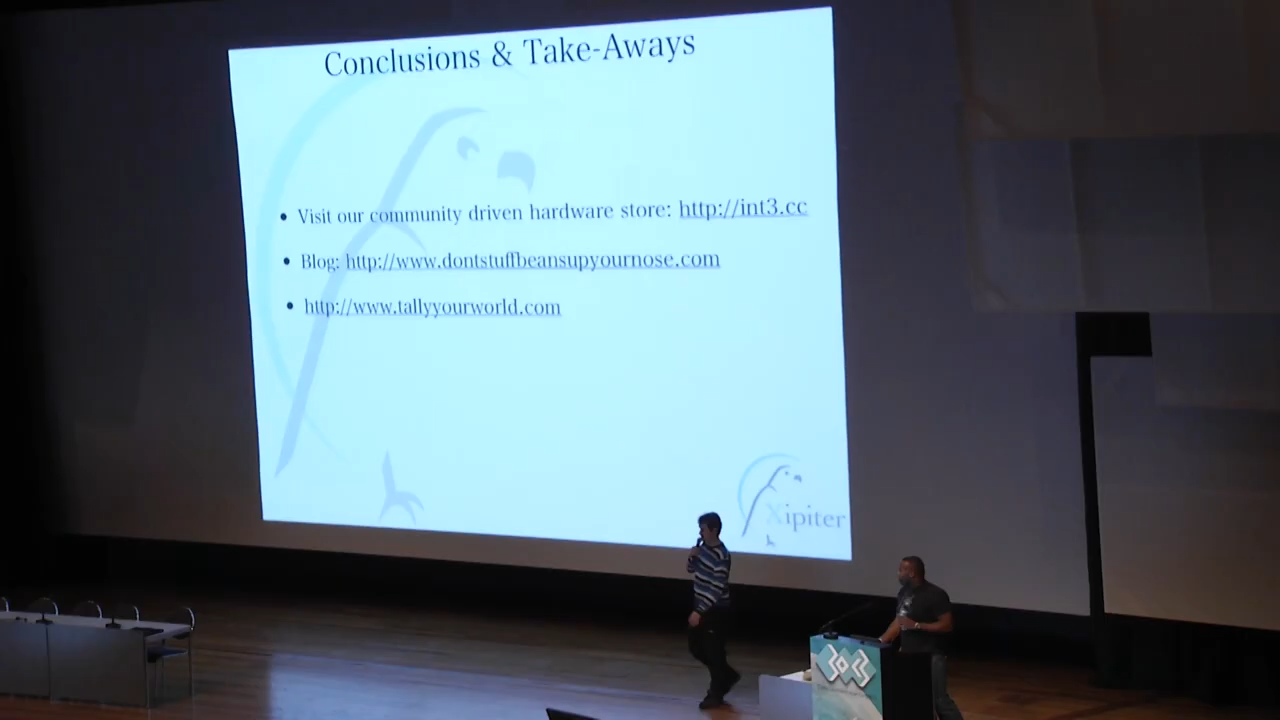 Conclusions & Take-Aways
• Visit our community driven hardware store: http://int3.cc
• Blog: http://www.dontstuffbeansupyournose.com
• http://www.tallyyourworld.com
Xipiter